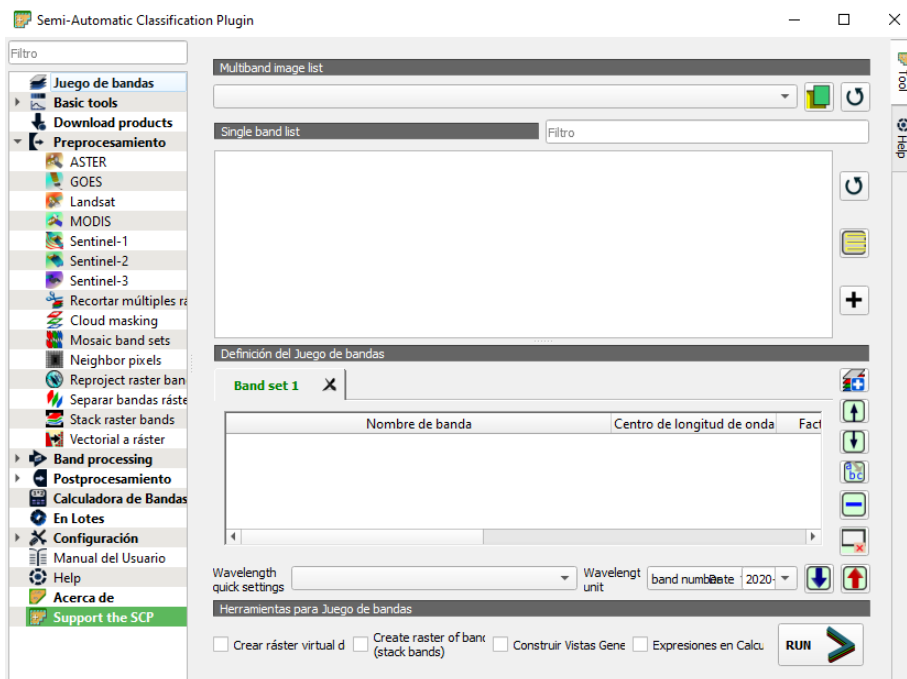 Semi-Automatic Classification Plugin
Filtro
Juego de bandas
Basic tools
Download products
Preprocesamiento
ASTER
GOES
Landsat
MODIS
Sentinel-1
Sentinel-2
Sentinel-3
Recortar múltiples ra
Cloud masking
Mosaic band sets
Neighbor pixels
Reproject raster ban
Separar bandas ráste
Stack raster bands
Vectorial a ráster
Band processing
Postprocesamiento
Calculadora de Bandas
En Lotes
Configuración
Manual del Usuario
Help
Acerca de
Support the SCP
Multiband image list
Single band list
Filtro
Definición del Juego de bandas
Band set 1
Nombre de banda
Centro de longitud de onda
Fact
Wavelength
quick settings
Wavelengt
unit
band number
Date
2020-
Herramientas para Juego de bandas
Crear ráster virtual d
Create raster of band
(stack bands)
Construir Vistas Gene
Expresiones en Calcu
RUN
Tool
Help